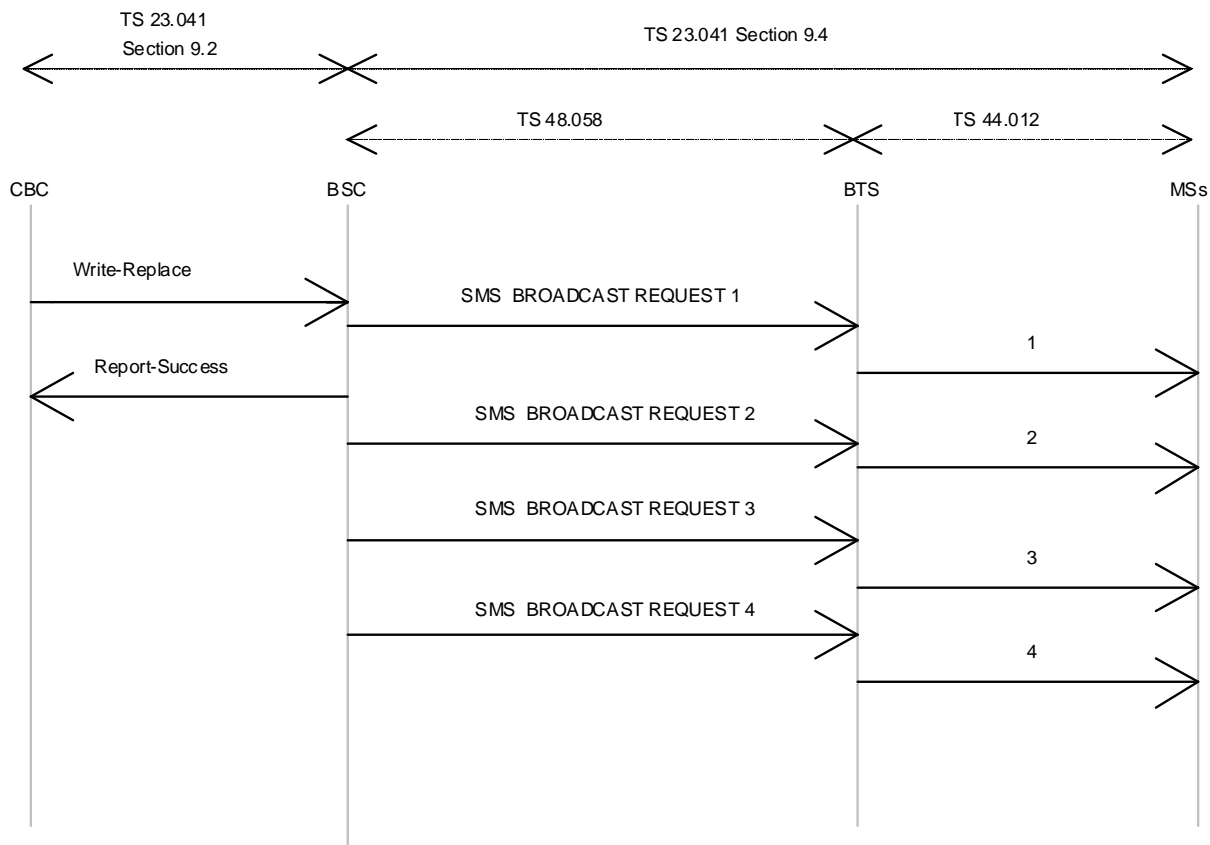 TS 23.041
Section 9.2
TS 23.041 Section 9.4
TS 48.058
TS 44.012
CBC
BSC
BTS
MSs
Write-Replace
SMS BROADCAST REQUEST 1
1
Report-Success
SMS BROADCAST REQUEST 2
2
SMS BROADCAST REQUEST 3
3
SMS BROADCAST REQUEST 4
4